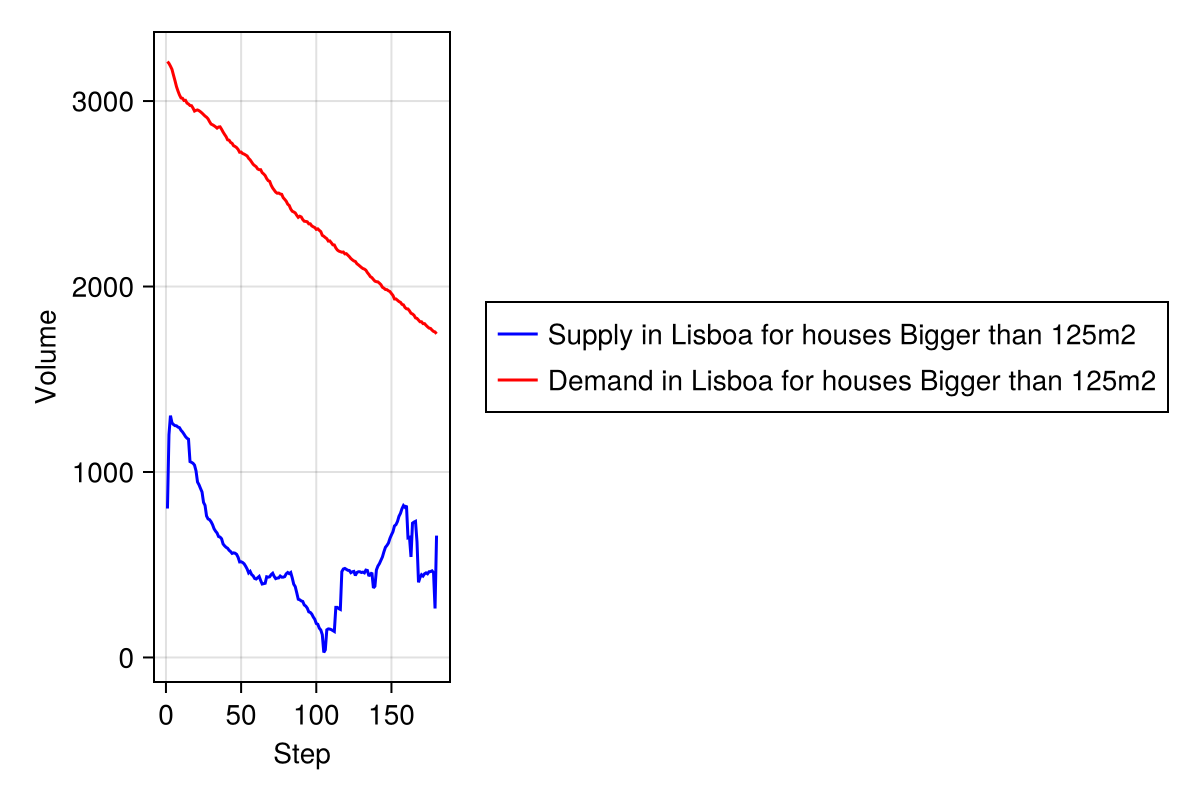 3000
2000
1000
0
Volume
0 50 100 150
Step
Supply in Lisboa for houses Bigger than 125m2
Demand in Lisboa for houses Bigger than 125m2